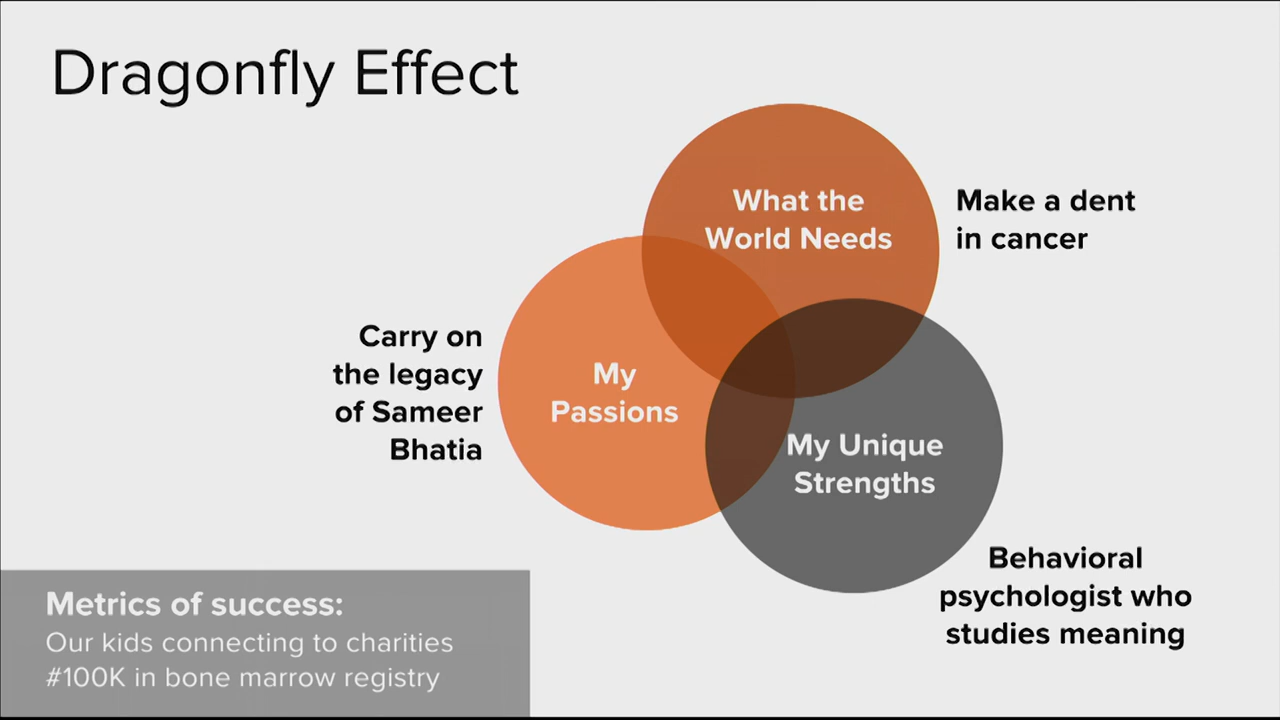 Dragonfly Effect
What the
World Needs
Make a dent
in cancer
Carry on
the legacy
of Sameer
Bhatia
My
Passions
My Unique
Strengths
Behavioral
psychologist who
studies meaning
Metrics of success:
Our kids connecting to charities
#100K in bone marrow registry